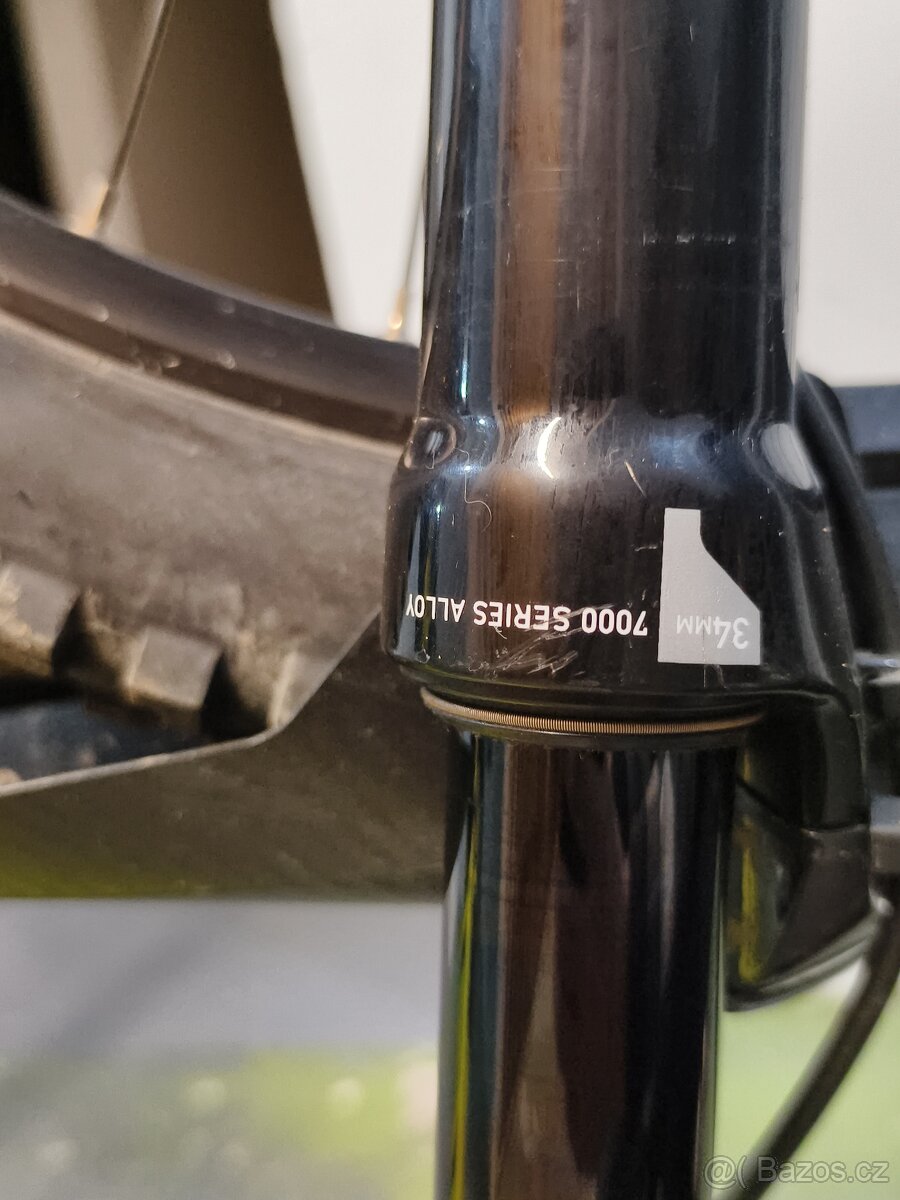 7000 SERIES ALLOY
34MM
@( Bazos.cz